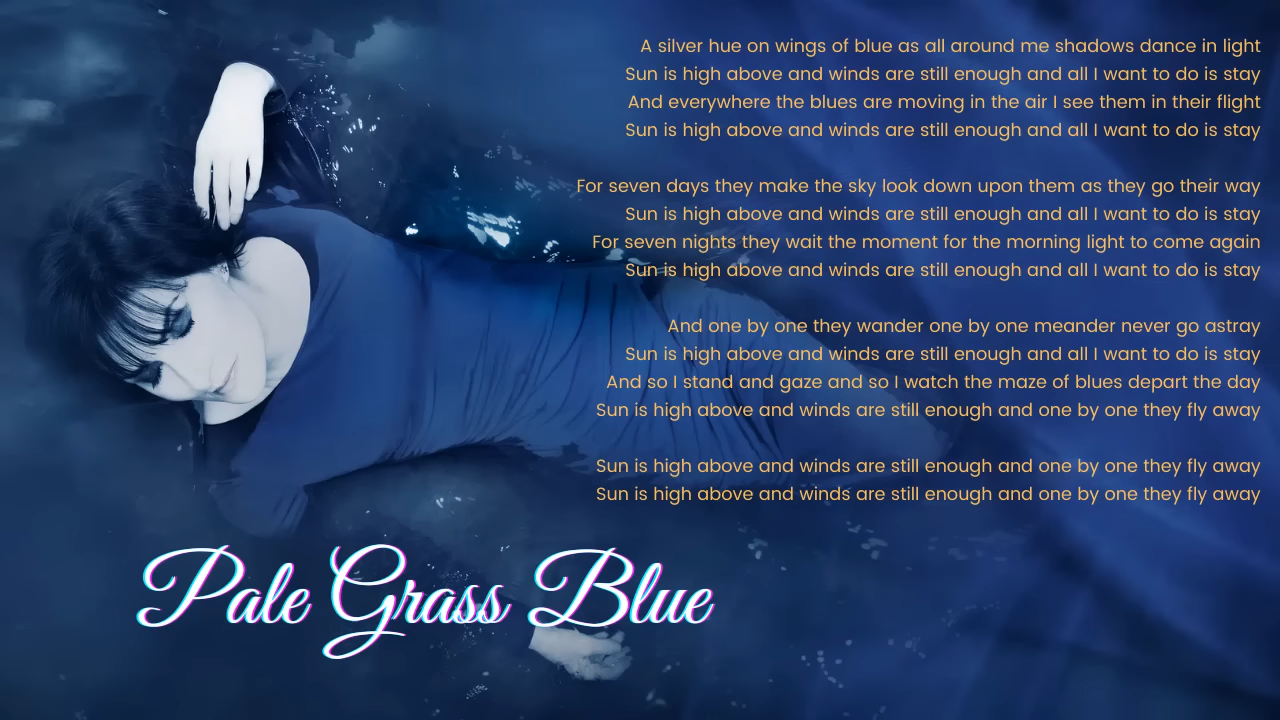 A silver hue on wings of blue as all around me shadows dance in light
Sun is high above and winds are still enough and all I want to do is stay
And everywhere the blues are moving in the air I see them in their flight
Sun is high above and winds are still enough and all I want to do is stay
For seven days they make the sky look down upon them as they go their way
Sun is high above and winds are still enough and all I want to do is stay
For seven nights they wait the moment for the morning light to come again
Sun is high above and winds are still enough and all I want to do is stay
And one by one they wander one by one meander never go astray
Sun is high above and winds are still enough and all I want to do is stay
And so I stand and gaze and so I watch the maze of blues depart the day
Sun is high above and winds are still enough and one by one they fly away
Sun is high above and winds are still enough and one by one they fly away
Sun is high above and winds are still enough and one by one they fly away
Pale Grass Blue